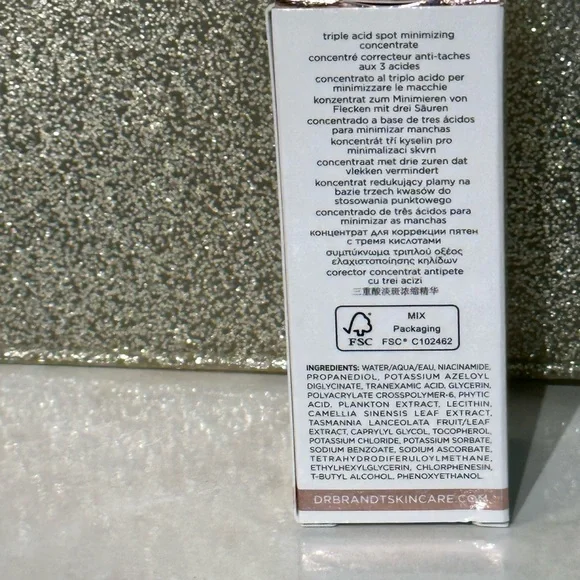 triple acid spot minimizing
concentrate
concentré correcteur anti-taches
aux 3 acides
concentrato al triplo acido per
minimizzare le macchie
konzentrat zum Minimieren von
Flecken mit drei Säuren
concentrado a base de tres ácidos
para minimizar manchas
koncentrát tří kyselin pro
minimalizaci skvrn
concentraat met drie zuren dat
vlekken vermindert
koncentrat redukujący plamy na
bazie trzech kwasów do
stosowania punktowego
concentrado de três ácidos para
minimizar as manchas
концентрат для коррекции пятен
с тремя кислотами
συμπύκνωμα τριπλού οξέος
ελαχιστοποίησης κηλίδων
corector concentrat antipete
cu trei acizi
三重酸淡斑浓缩精华
FSC
MIX
Packaging
FSC® C102462
INGREDIENTS: WATER/AQUA/EAU, NIACINAMIDE,
PROPANEDIOL, POTASSIUM AZELOYL
DIGLYCINATE, TRANEXAMIC ACID, GLYCERIN,
POLYACRYLATE CROSSPOLYMER-6, PHYTIC
ACID, PLANKTON EXTRACT, LECITHIN,
CAMELLIA SINENSIS LEAF EXTRACT,
TASMANNIA LANCEOLATA FRUIT/LEAF
EXTRACT, CAPRYLYL GLYCOL, TOCOPHEROL,
POTASSIUM CHLORIDE, POTASSIUM SORBATE,
SODIUM BENZOATE, SODIUM ASCORBATE,
TETRAHYDRODIFERULOYLMETHANE,
ETHYLHEXYLGLYCERIN, CHLORPHENESIN,
T-BUTYL ALCOHOL, PHENOXYETHANOL.
DRBRANDTSKINCARE.COM